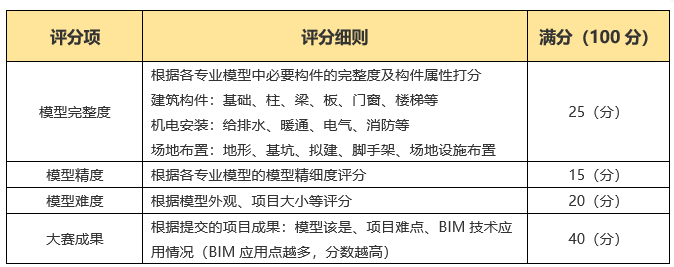 评分项 评分细则 满分（100 分）
模型完整度 根据各专业模型中必要构件的完整度及构件属性打分
建筑构件：基础、柱、梁、板、门窗、楼梯等
机电安装：给排水、暖通、电气、消防等
场地布置：地形、基坑、拟建、脚手架、场地设施布置
25（分）
模型精度 根据各专业模型的模型精细度评分 15（分）
模型难度 根据模型外观、项目大小等评分 20（分）
大赛成果 根据提交的项目成果：模型该是、项目难点、BIM 技术应
用情况（BIM 应用点越多，分数越高）
40（分）